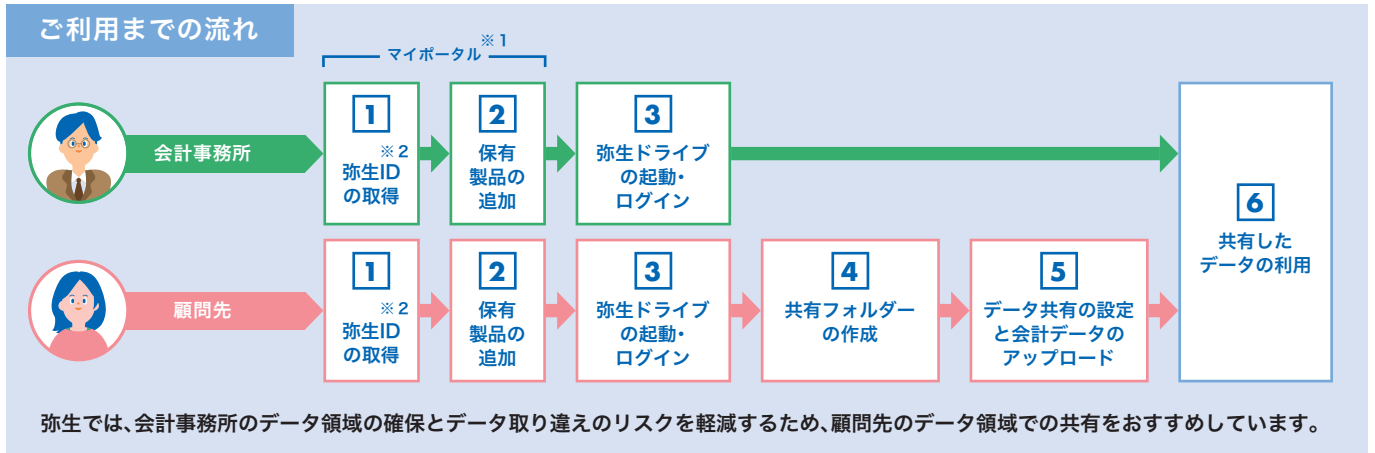 ご利用までの流れ
マイポータル※1
会計事務所
1
※2
弥生ID
の取得
2
保有
製品の
追加
3
弥生ドライブ
の起動・
ログイン
顧問先
1
※2
弥生ID
の取得
2
保有
製品の
追加
3
弥生ドライブ
の起動・
ログイン
4
共有フォルダー
の作成
5
データ共有の設定
と会計データの
アップロード
6
共有した
データの利用
弥生では、会計事務所のデータ領域の確保とデータ取り違えのリスクを軽減するため、顧問先のデータ領域での共有をおすすめしています。